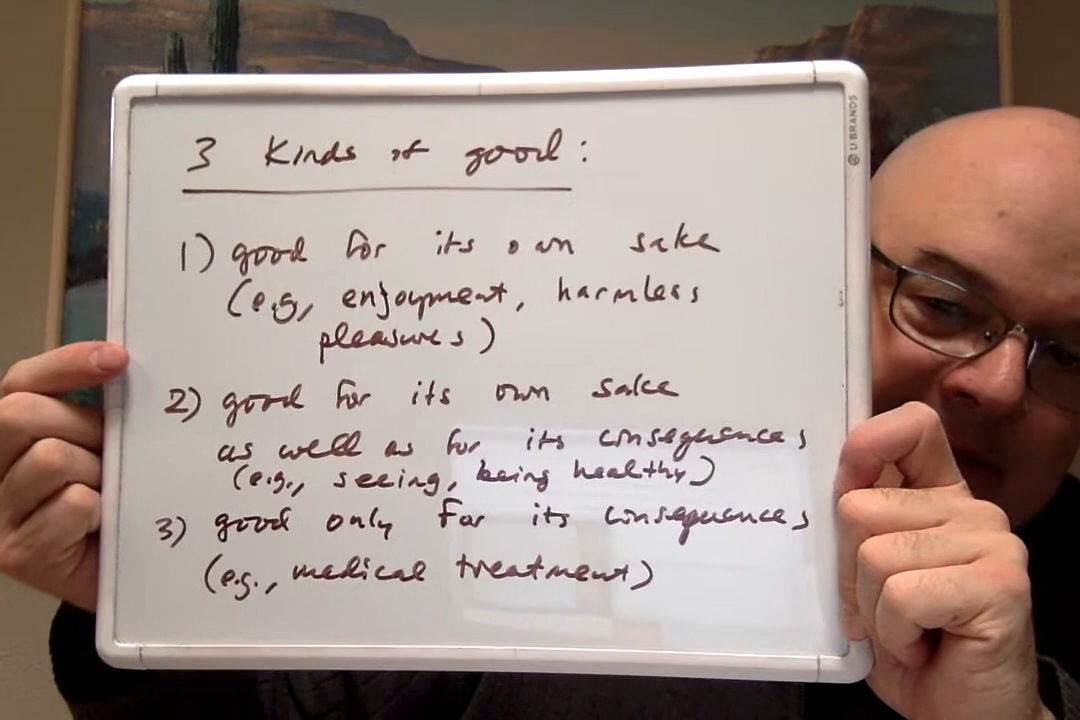 3 Kinds of good:
1) good for its own sake
(e.g., enjoyment, harmless
pleasures)
2) good for its own sake
as well as for its consequences
(e.g., seeing, being healthy)
3) good only for its consequences
(e.g., medical treatment)
U BRANDS